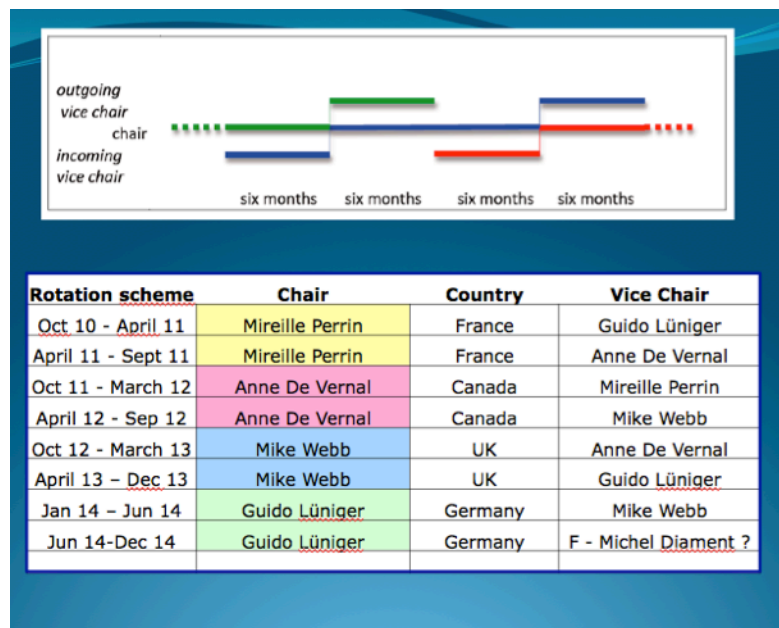 outgoing
vice chair
chair
incoming
vice chair
six months six months six months six months
Rotation scheme Chair Country Vice Chair
Oct 10 - April 11 Mireille Perrin France Guido Lüniger
April 11 - Sept 11 Mireille Perrin France Anne De Vernal
Oct 11 - March 12 Anne De Vernal Canada Mireille Perrin
April 12 - Sep 12 Anne De Vernal Canada Mike Webb
Oct 12 - March 13 Mike Webb UK Anne De Vernal
April 13 – Dec 13 Mike Webb UK Guido Lüniger
Jan 14 – Jun 14 Guido Lüniger Germany Mike Webb
Jun 14-Dec 14 Guido Lüniger Germany F - Michel Diament ?